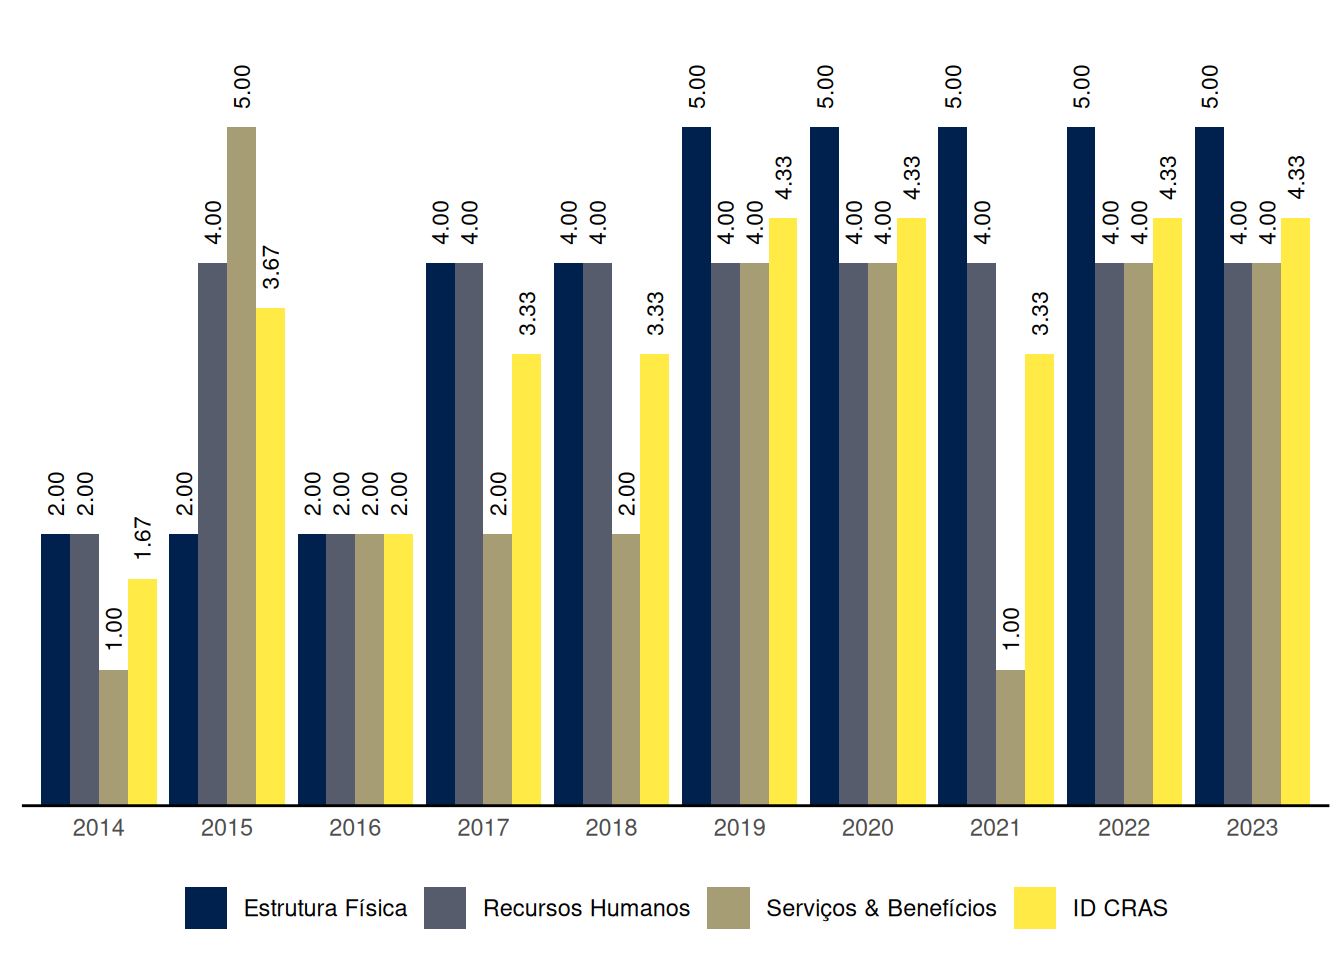 2.00 2.00 1.00 1.67 2.00 4.00 5.00 3.67 2.00 2.00 2.00 2.00 4.00 4.00 2.00 3.33 4.00 4.00 2.00 3.33 5.00 4.00 4.00 4.33 5.00 4.00 4.00 4.33 5.00 4.00 1.00 3.33 5.00 4.00 4.00 4.33 5.00 4.00 4.00 4.33
2014 2015 2016 2017 2018 2019 2020 2021 2022 2023
Estrutura Física Recursos Humanos Serviços & Benefícios ID CRAS